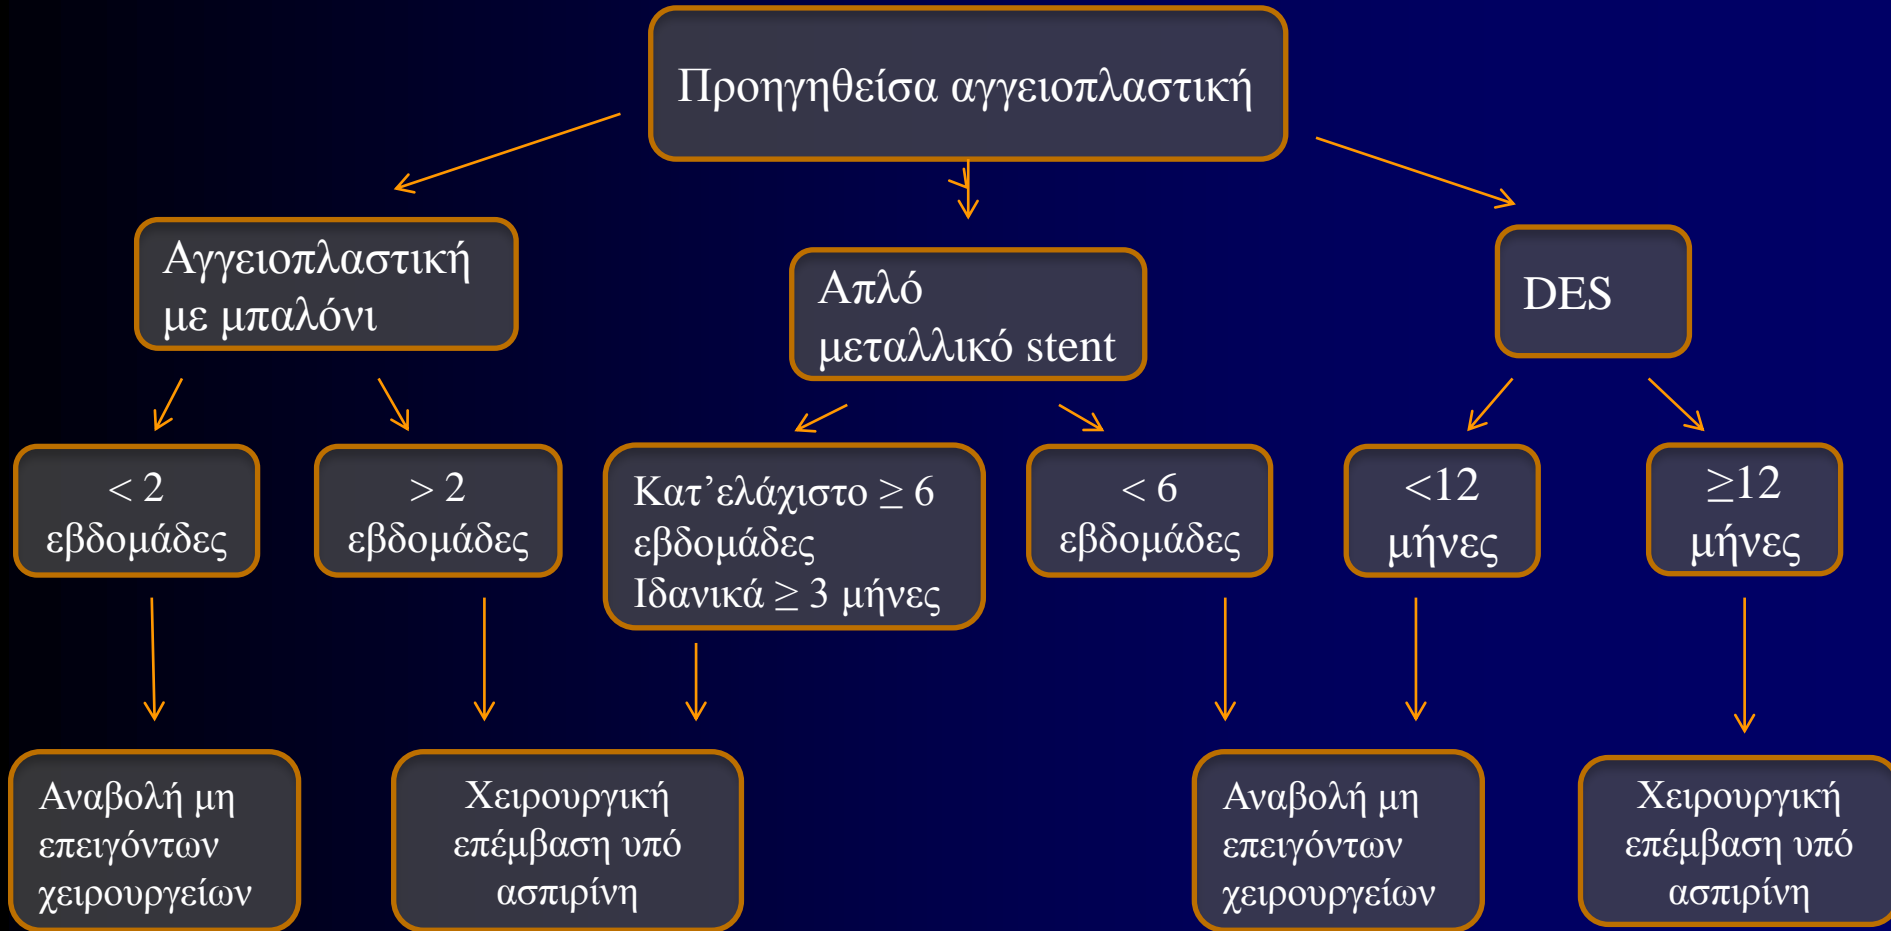 Προηγηθείσα αγγειοπλαστική
Αγγειοπλαστική
με μπαλόνι
Απλό
μεταλλικό stent
DES
< 2
εβδομάδες
> 2
εβδομάδες
Κατ’ελάχιστο ≥ 6
εβδομάδες
Ιδανικά ≥ 3 μήνες
< 6
εβδομάδες
<12
μήνες
≥12
μήνες
Αναβολή μη
επειγόντων
χειρουργείων
Χειρουργική
επέμβαση υπό
ασπιρίνη
Αναβολή μη
επειγόντων
χειρουργείων
Χειρουργική
επέμβαση υπό
ασπιρίνη